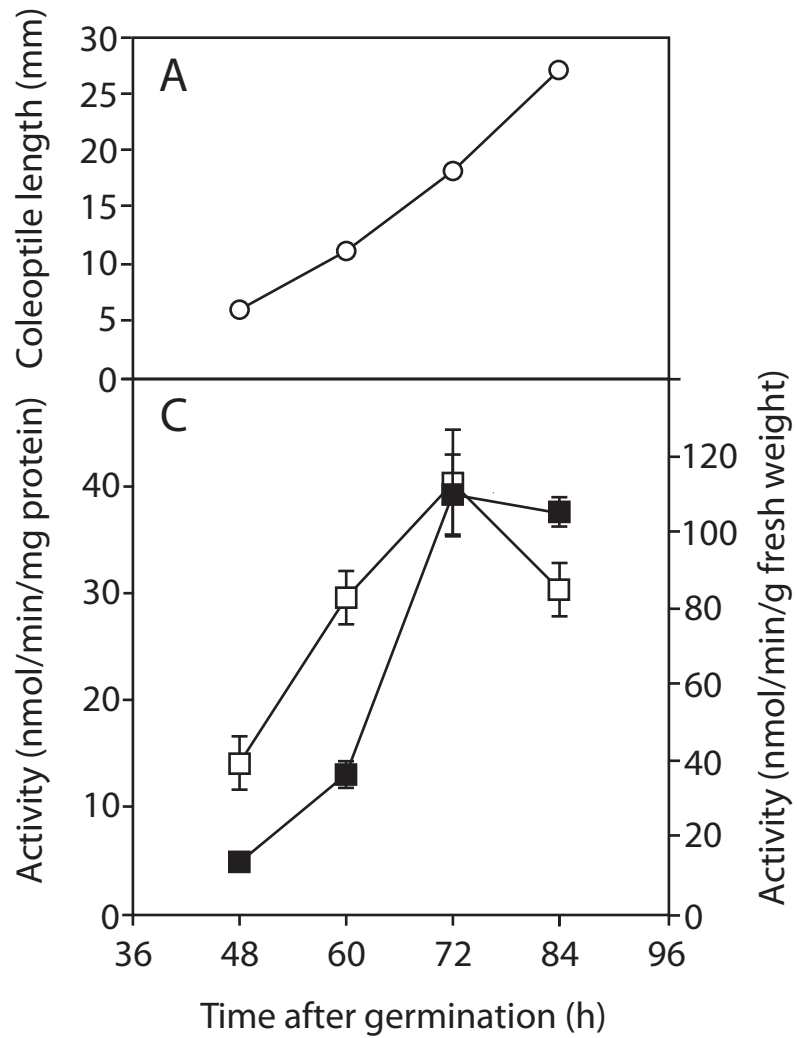 Coleoptile length (mm)
30
25
20
15
10
5
0
A
Activity (nmol/min/mg protein)
40
30
20
10
0
C
120
100
80
60
40
20
0
Activity (nmol/min/g fresh weight)
36 48 60 72 84 96
Time after germination (h)